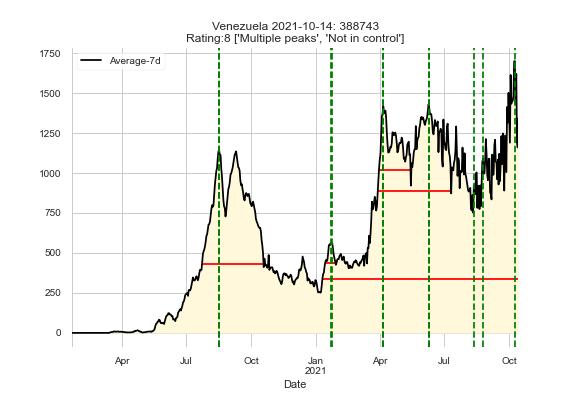 Venezuela 2021-10-14: 388743
Rating:8 ['Multiple peaks', 'Not in control']
Average-7d
1750
1500
1250
1000
750
500
250
0
Apr
Jul
Oct
Jan
2021
Apr
Jul
Oct
Date